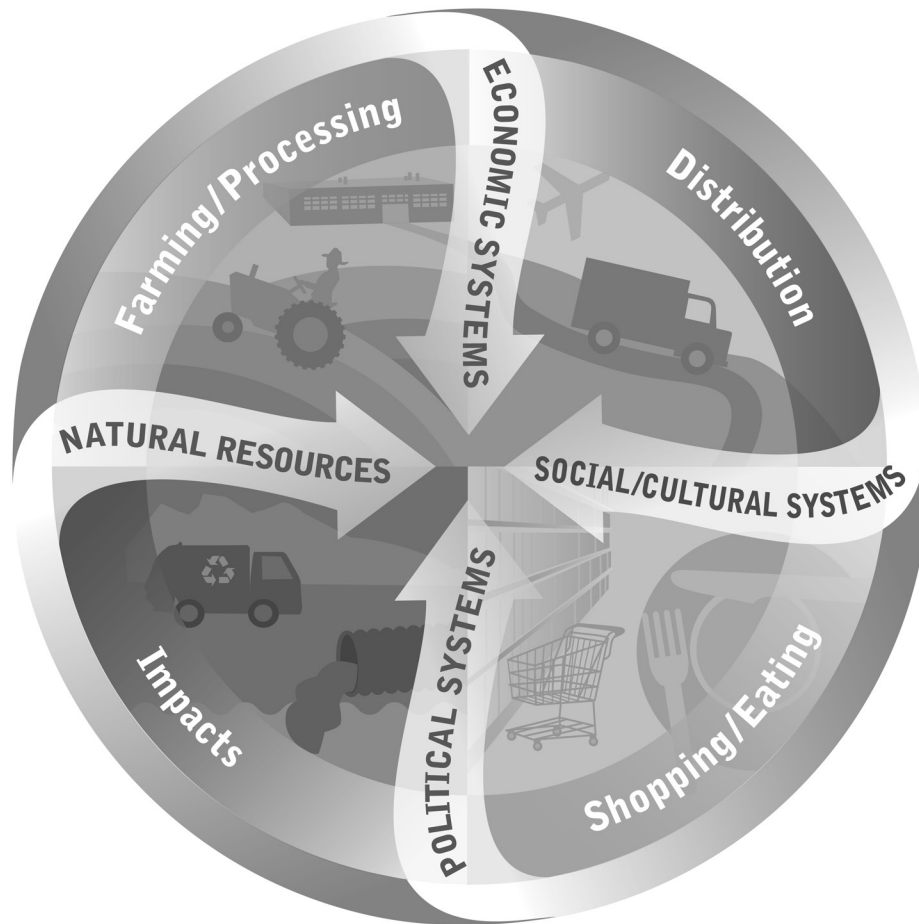 ECONOMIC SYSTEMS
Farming/Processing
Distribution
NATURAL RESOURCES
SOCIAL/CULTURAL SYSTEMS
POLITICAL SYSTEMS
Impacts
Shopping/Eating